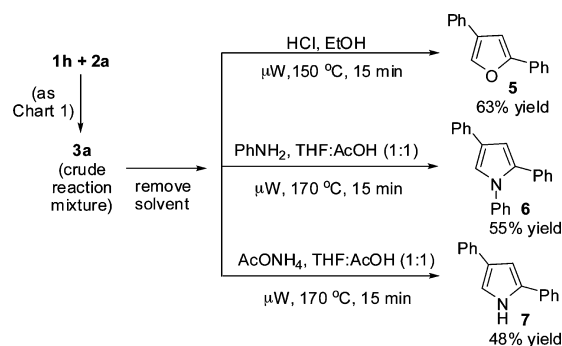 1h + 2a
(as
Chart 1)
3a
(crude
reaction
mixture)
remove
solvent
HCl, EtOH
μW,150 °C, 15 min
Ph
O
Ph
5
63% yield
PhNH2, THF:AcOH (1:1)
μW, 170 °C, 15 min
Ph
Ph
N
Ph
6
55% yield
AcONH4, THF:AcOH (1:1)
μW, 170 °C, 15 min
Ph
Ph
N
H
7
48% yield